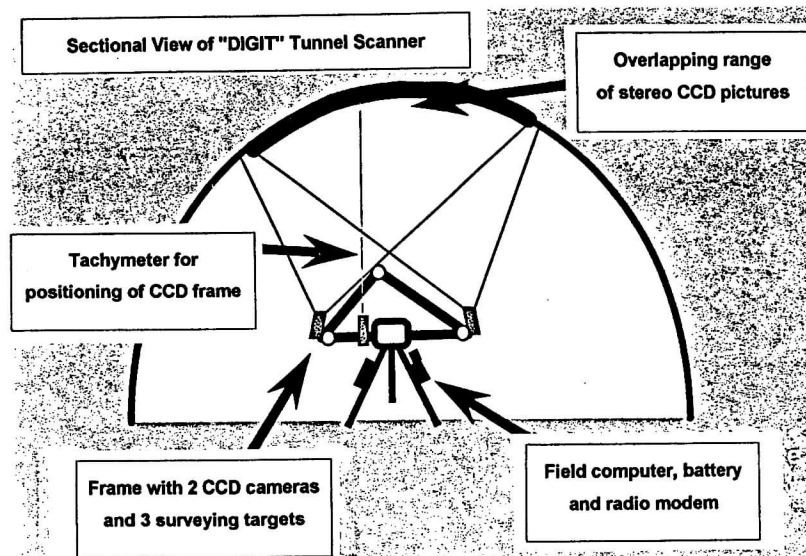 Sectional View of "DIGIT" Tunnel Scanner
Overlapping range
of stereo CCD pictures
Tachymeter for
positioning of CCD frame
Frame with 2 CCD cameras
and 3 surveying targets
Field computer, battery
and radio modem